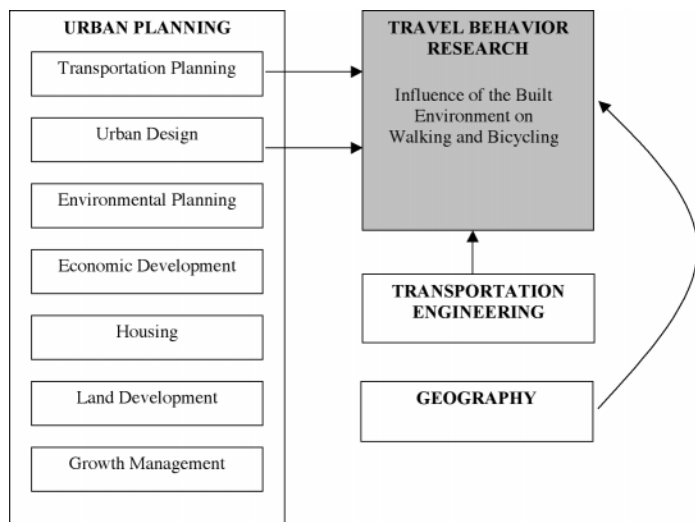 URBAN PLANNING
Transportation Planning
Urban Design
Environmental Planning
Economic Development
Housing
Land Development
Growth Management
TRAVEL BEHAVIOR
RESEARCH
Influence of the Built
Environment on
Walking and Bicycling
TRANSPORTATION
ENGINEERING
GEOGRAPHY